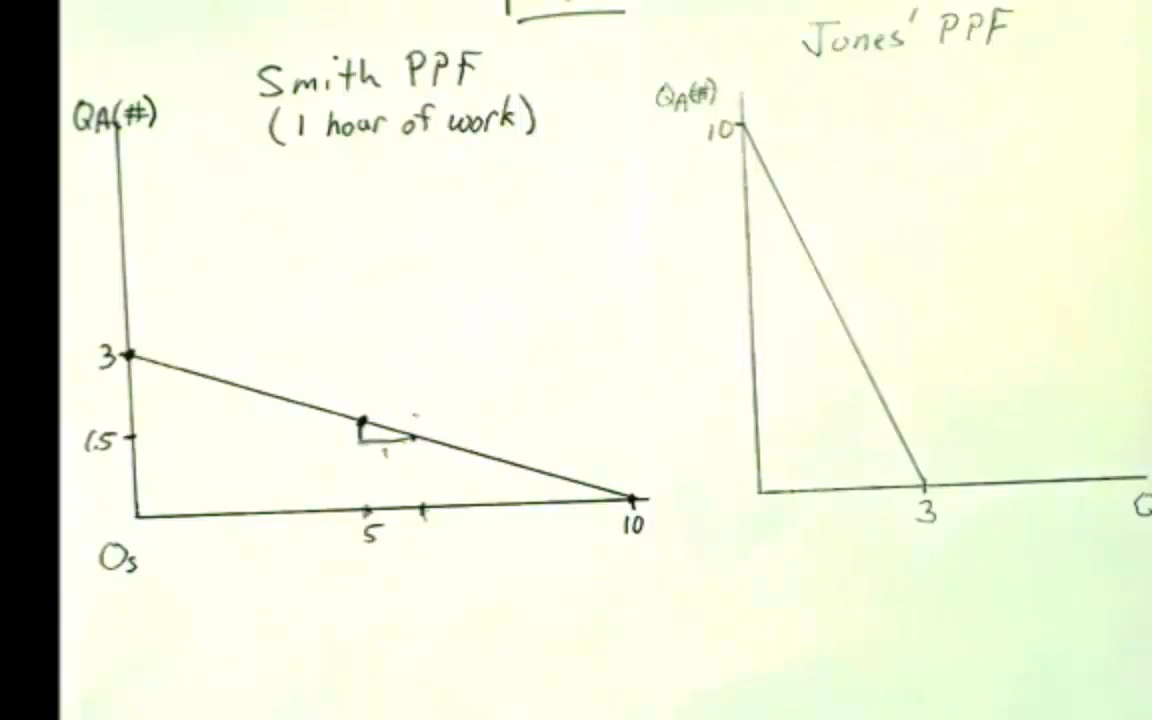 Smith PPF
(1 hour of work)
QA(#)
3
1.5
5
10
Os
Jones' PPF
QA(#)
10
3